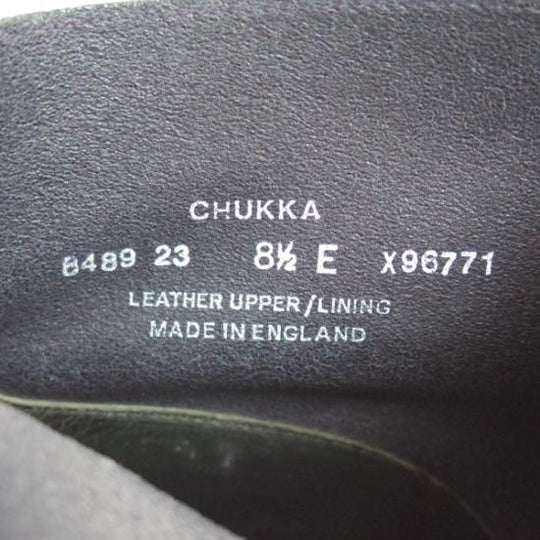 CHUKKA
8489 23 8½ E X96771
LEATHER UPPER/LINING
MADE IN ENGLAND